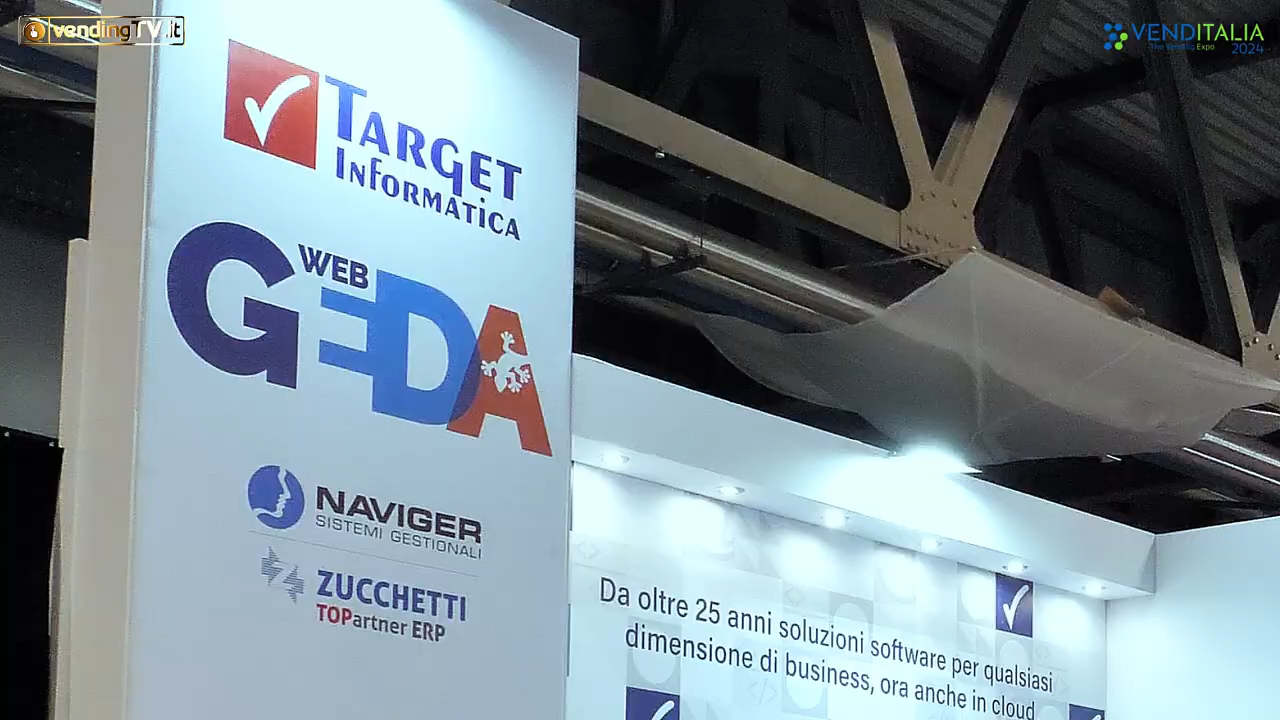 vendingTV.it
VENDITALIA
The Vending Expo 2024
TARGET
INFORMATICA
WEB
GEDA
NAVIGER
SISTEMI GESTIONALI
ZUCCHETTI
TOPartner ERP
Da oltre 25 anni soluzioni software per qualsiasi
dimensione di business, ora anche in cloud